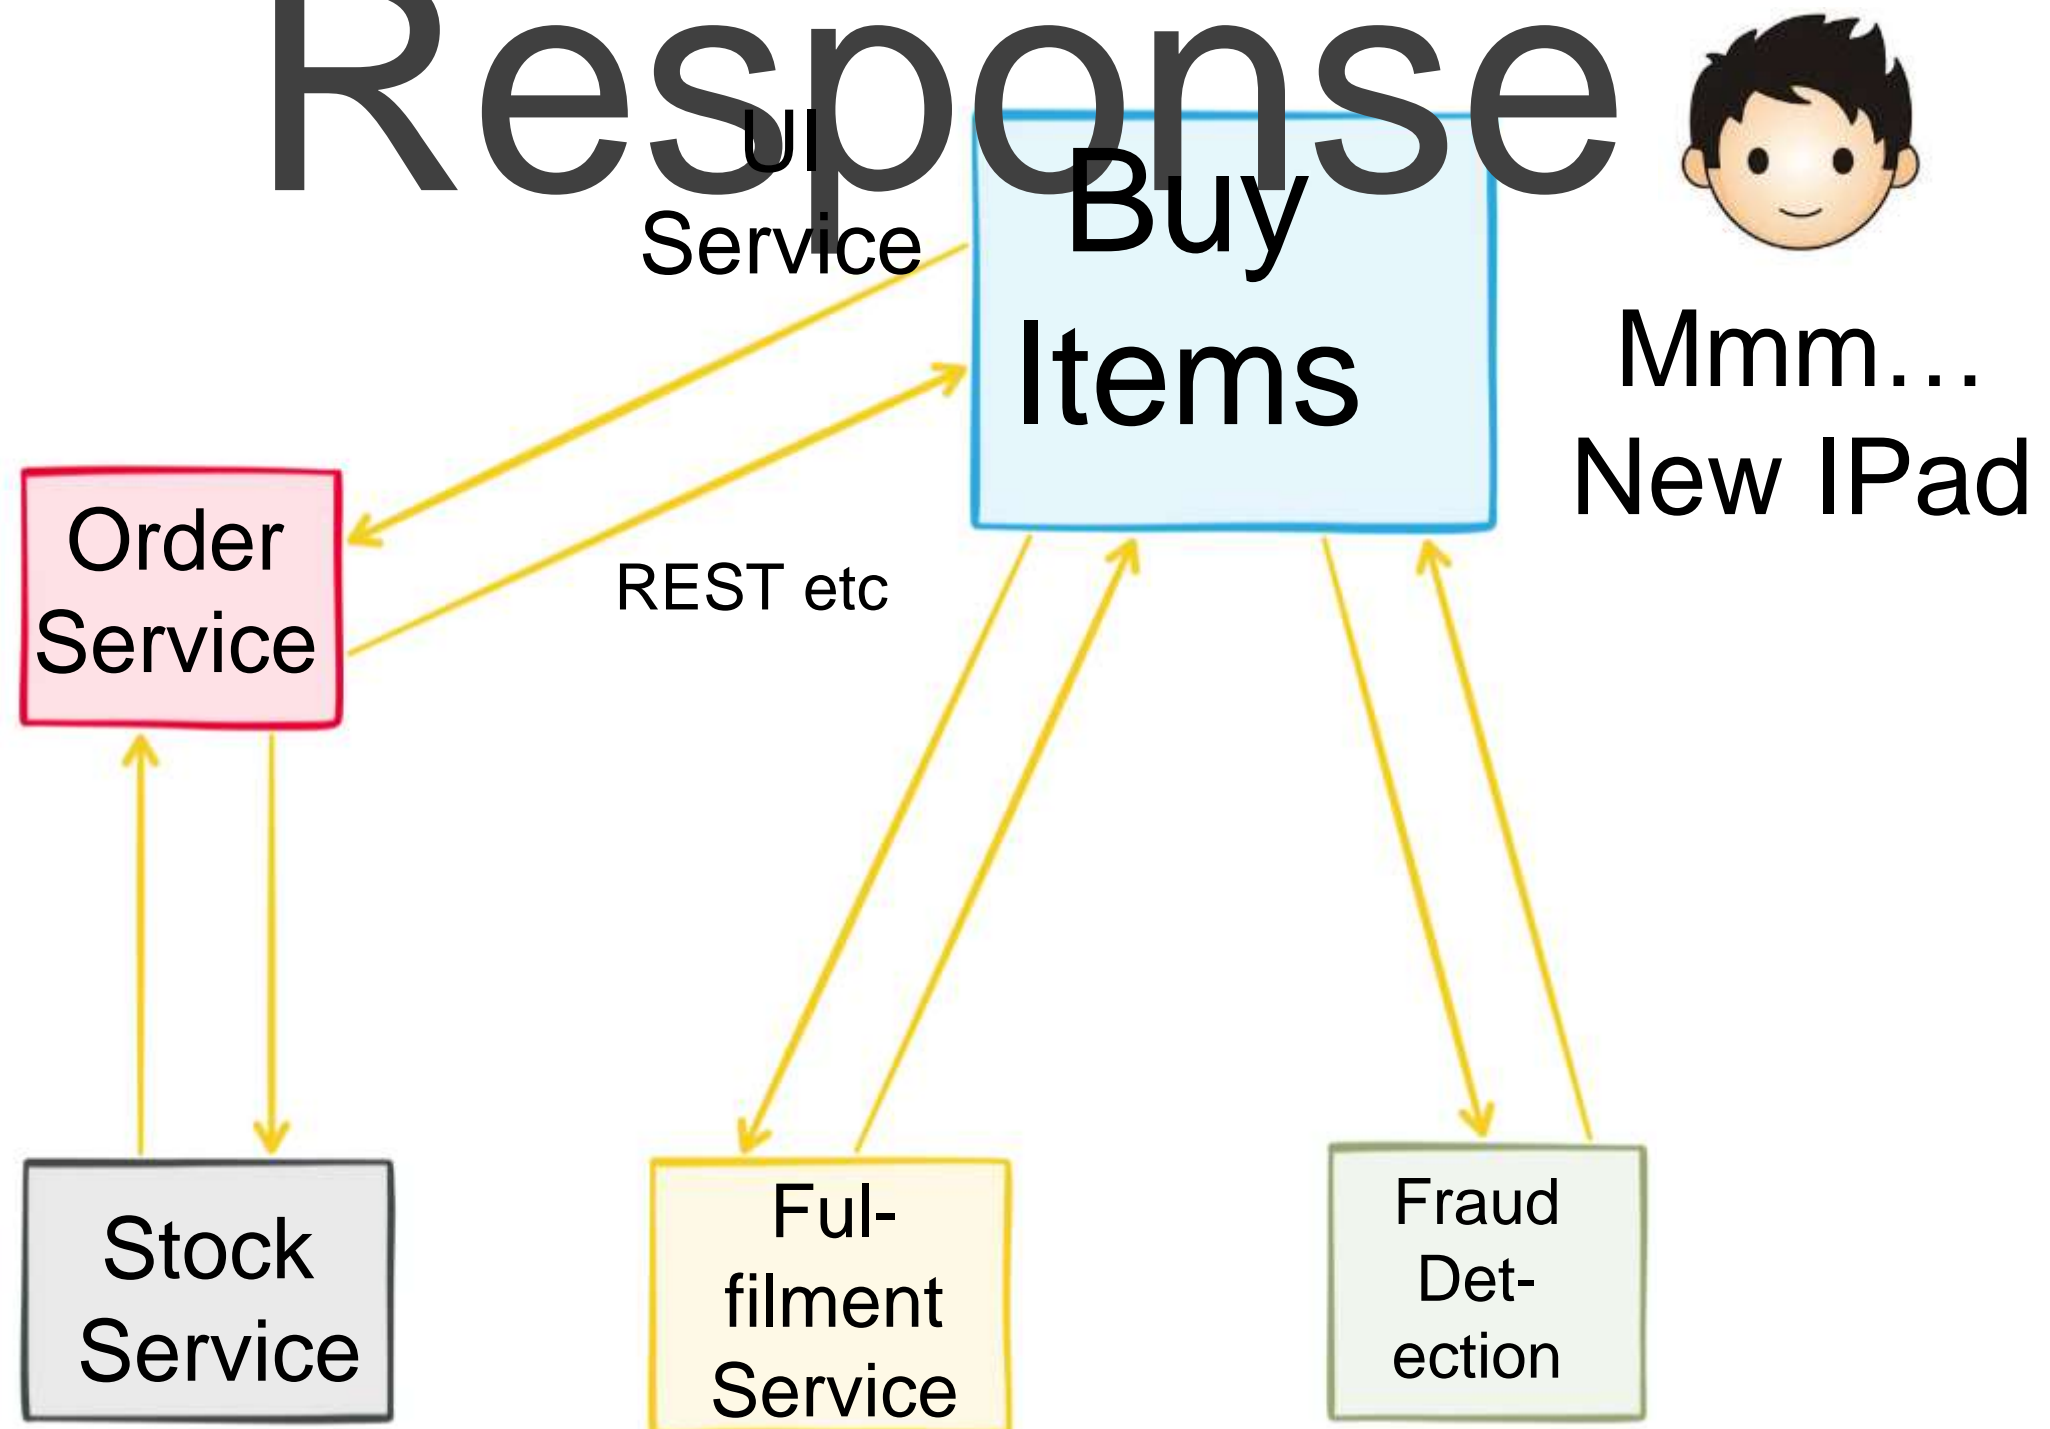 Response
UI
Service
Buy
Items
Mmm…
New IPad
Order
Service
REST etc
Stock
Service
Ful-
filment
Service
Fraud
Det-
ection